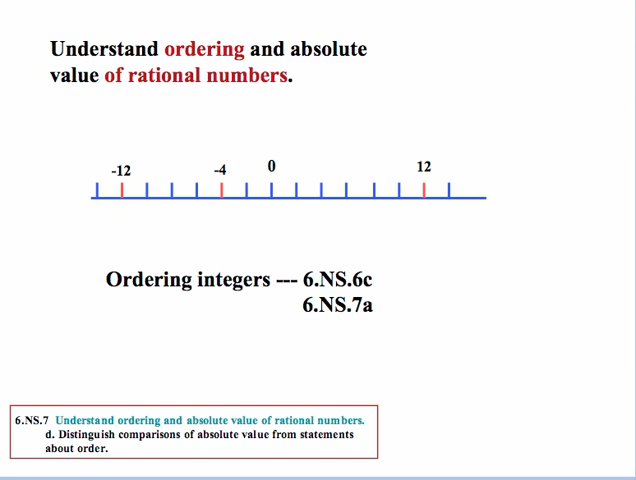 Understand ordering and absolute
value of rational numbers.
-12 -4 0 12
Ordering integers --- 6.NS.6c
6.NS.7a
6.NS.7 Understand ordering and absolute value of rational numbers.
d. Distinguish comparisons of absolute value from statements
about order.